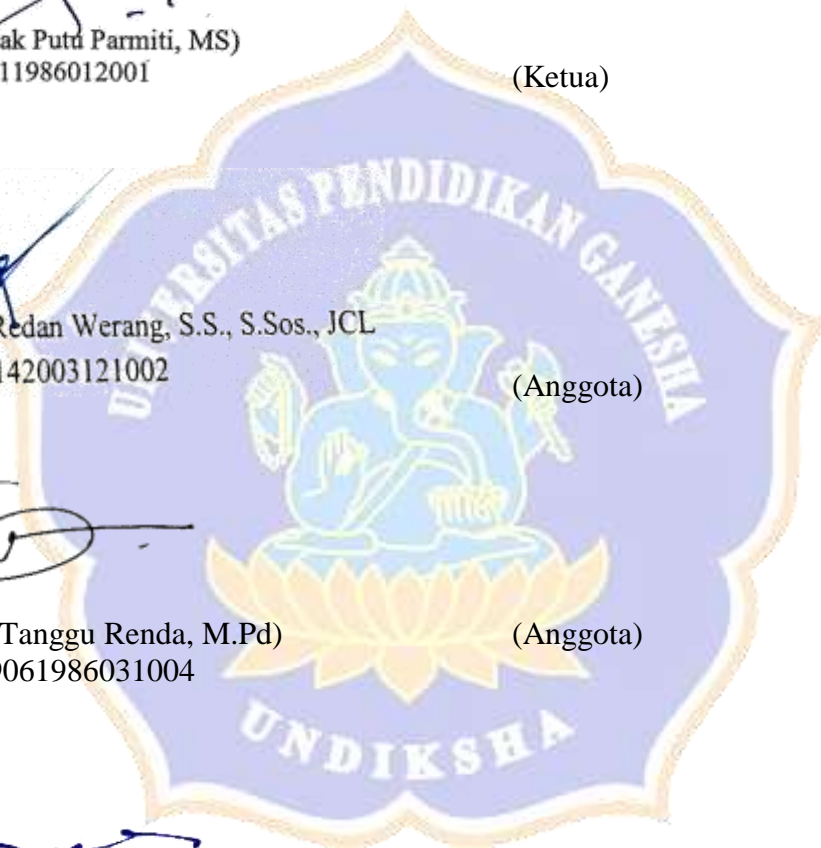 ak Putu Parmiti, MS)
11986012001
(Ketua)
UNIVERSITAS PENDIDIKAN GANESHA
Redan Werang, S.S., S.Sos., JCL
142003121002
(Anggota)
Tanggu Renda, M.Pd)
9061986031004
(Anggota)
UNDIKSHA